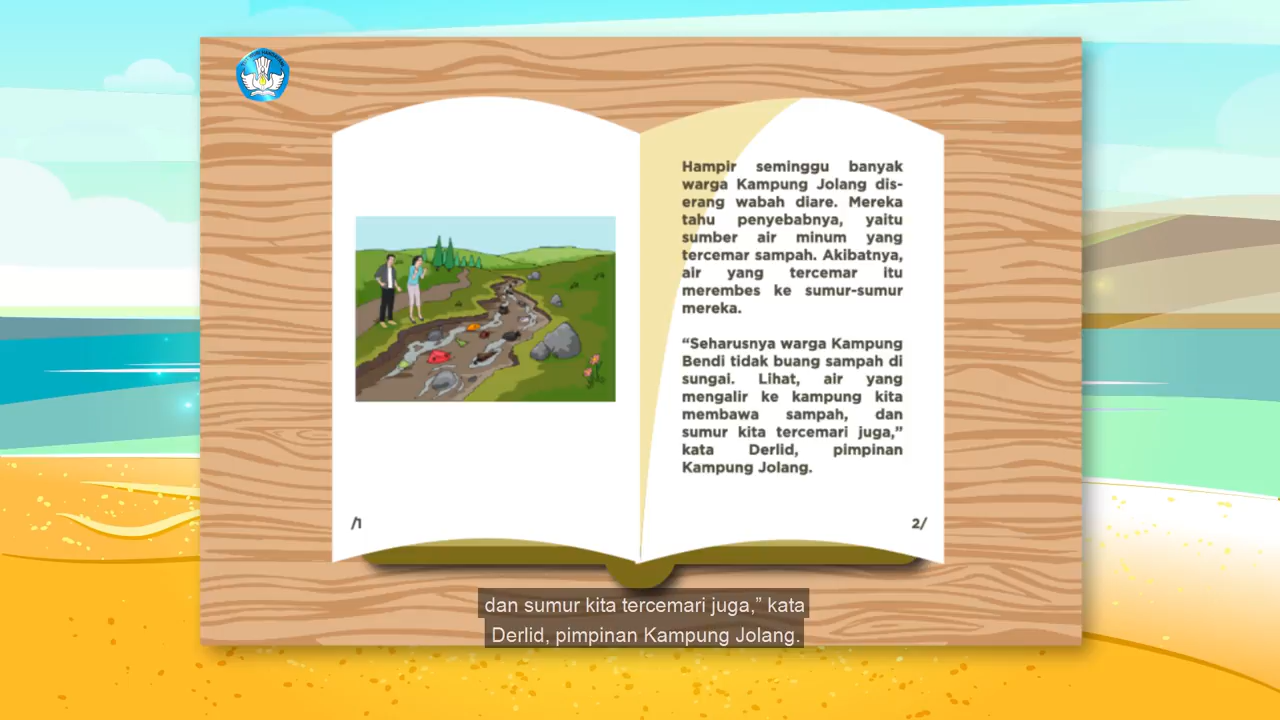 Hampir seminggu banyak
warga Kampung Jolang dis-
erang wabah diare. Mereka
tahu penyebabnya, yaitu
sumber air minum yang
tercemar sampah. Akibatnya,
air yang tercemar itu
merembes ke sumur-sumur
mereka.
“Seharusnya warga Kampung
Bendi tidak buang sampah di
sungai. Lihat, air yang
mengalir ke kampung kita
membawa sampah, dan
sumur kita tercemari juga,”
kata Derlid, pimpinan
Kampung Jolang.
/1
2/
dan sumur kita tercemari juga,” kata
Derlid, pimpinan Kampung Jolang.